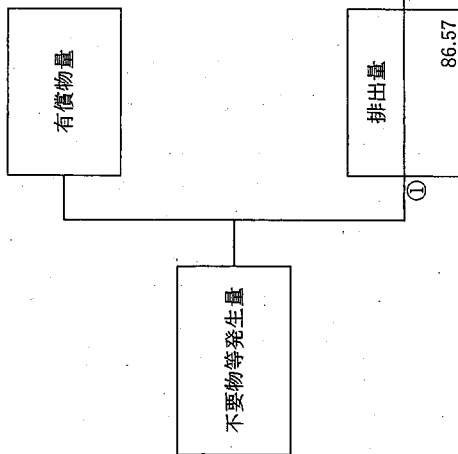 不要物等発生量
有償物量
①
排出量
86.57